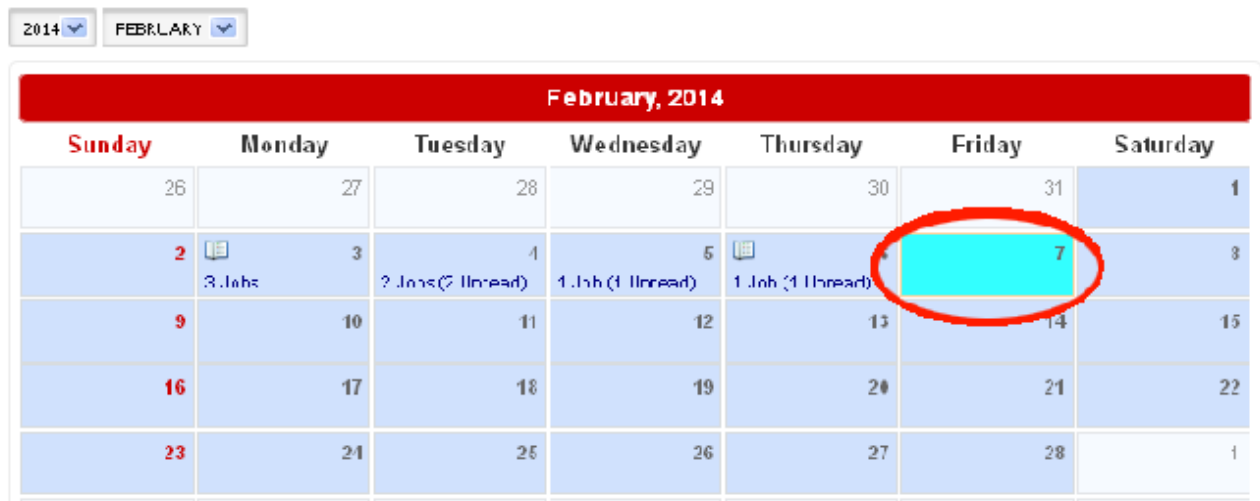 2014 FEBRUARY
February, 2014
Sunday Monday Tuesday Wednesday Thursday Friday Saturday
26 27 28 29 30 31 1
2 3 4 5 6 7 8
3 Jobs 2 Jobs (2 Unread) 1 Job (1 Unread) 1 Job (1 Unread)
9 10 11 12 13 14 15
16 17 18 19 20 21 22
23 24 25 26 27 28 1